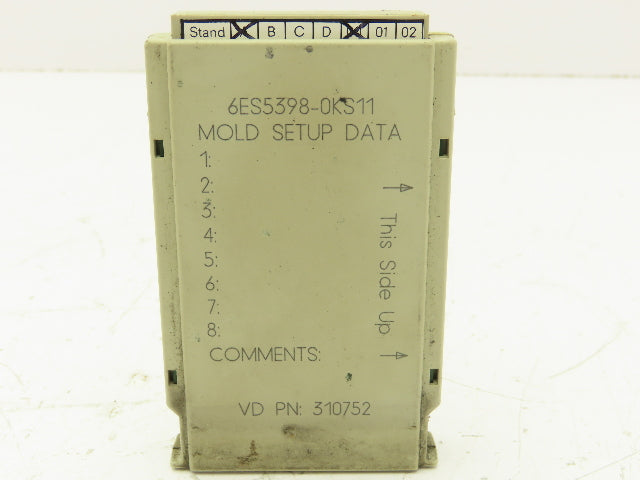 Stand B C D 01 02
6ES5398-0KS11
MOLD SETUP DATA
1:
2:
3:
4:
5:
6:
7:
8:
This Side Up
COMMENTS:
VD PN: 310752